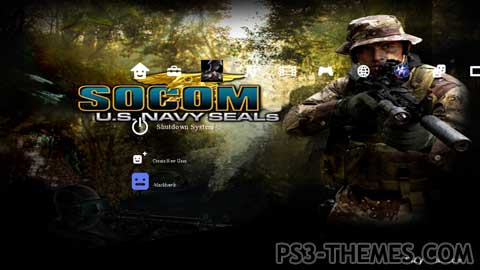 SOCOM
U.S. NAVY SEALs
Shutdown System
Create New User
PS3-THEMES.COM